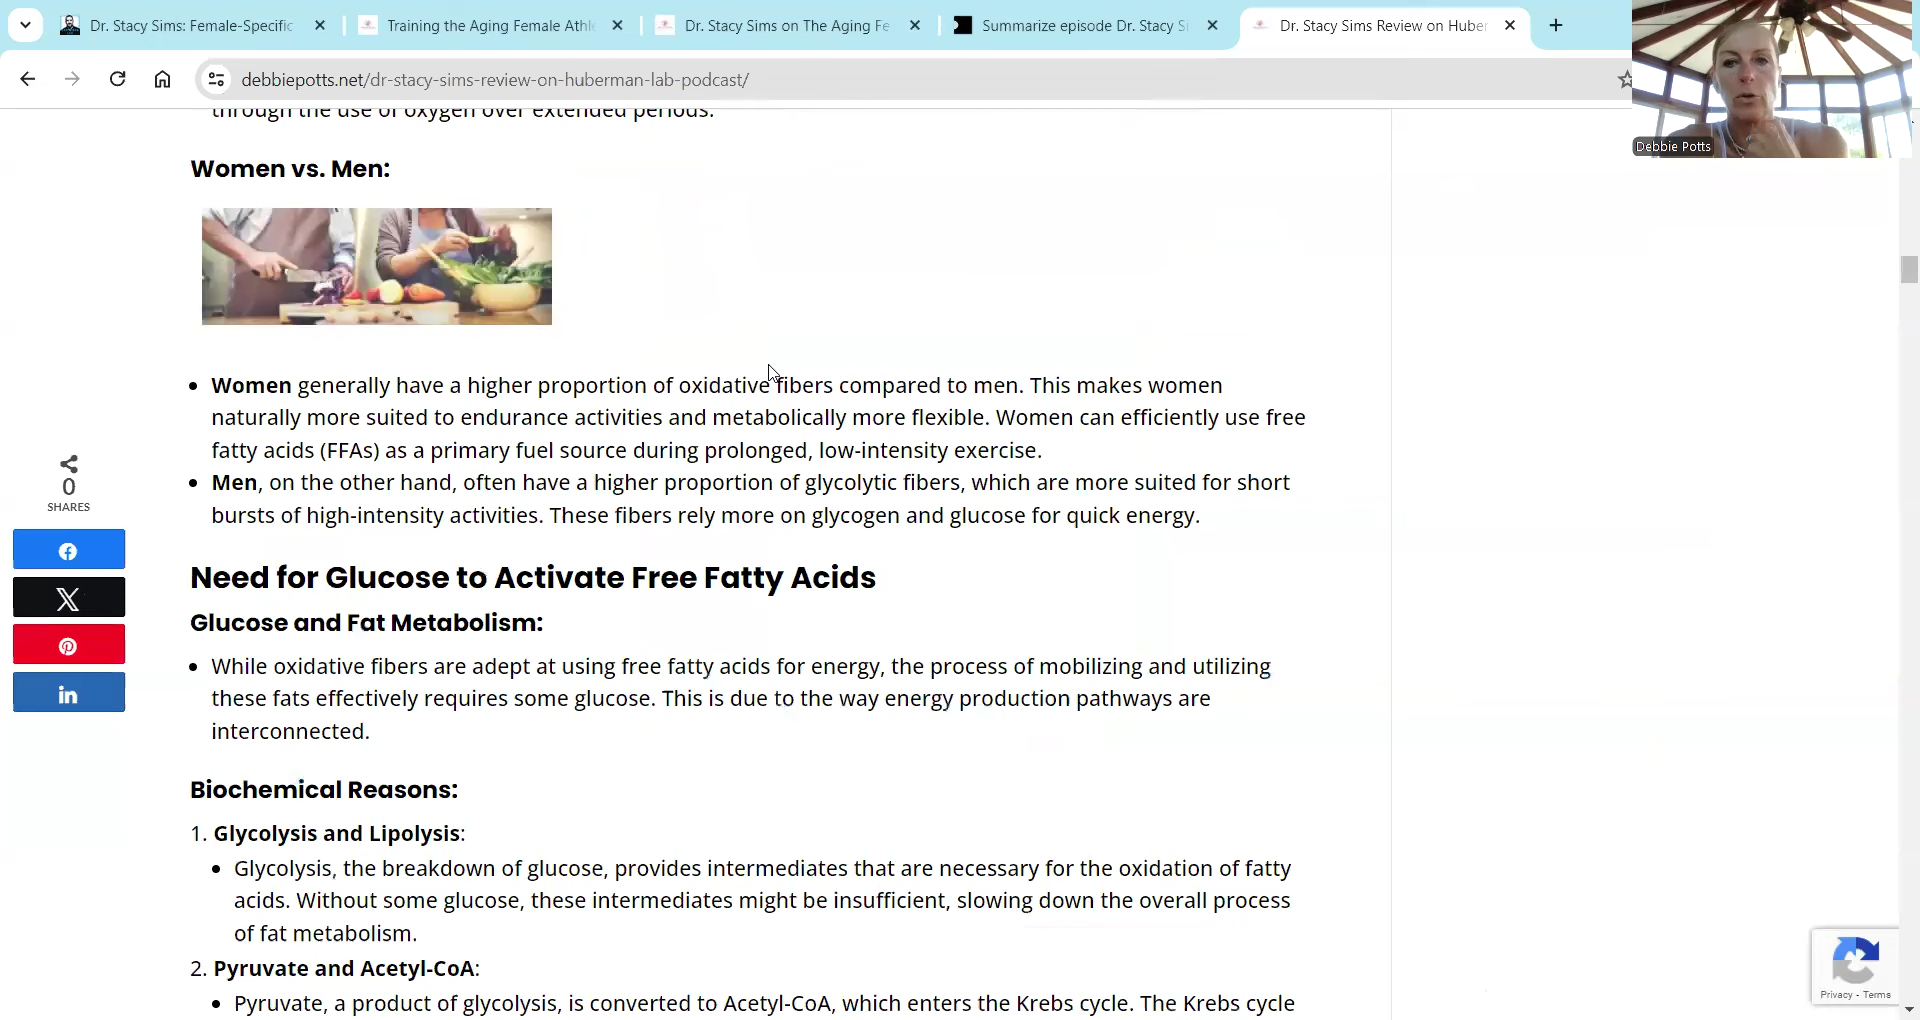 Dr. Stacy Sims: Female-Specific
Training the Aging Female Athle
Dr. Stacy Sims on The Aging Fe
Summarize episode Dr. Stacy Si
Dr. Stacy Sims Review on Huber
debbiepotts.net/dr-stacy-sims-review-on-huberman-lab-podcast/
Debbie Potts
through the use of oxygen over extended periods.
Women vs. Men:
Women generally have a higher proportion of oxidative fibers compared to men. This makes women
naturally more suited to endurance activities and metabolically more flexible. Women can efficiently use free
fatty acids (FFAs) as a primary fuel source during prolonged, low-intensity exercise.
Men, on the other hand, often have a higher proportion of glycolytic fibers, which are more suited for short
bursts of high-intensity activities. These fibers rely more on glycogen and glucose for quick energy.
0
SHARES
Need for Glucose to Activate Free Fatty Acids
Glucose and Fat Metabolism:
While oxidative fibers are adept at using free fatty acids for energy, the process of mobilizing and utilizing
these fats effectively requires some glucose. This is due to the way energy production pathways are
interconnected.
Biochemical Reasons:
1. Glycolysis and Lipolysis:
Glycolysis, the breakdown of glucose, provides intermediates that are necessary for the oxidation of fatty
acids. Without some glucose, these intermediates might be insufficient, slowing down the overall process
of fat metabolism.
2. Pyruvate and Acetyl-CoA:
Pyruvate, a product of glycolysis, is converted to Acetyl-CoA, which enters the Krebs cycle. The Krebs cycle
Privacy - Terms